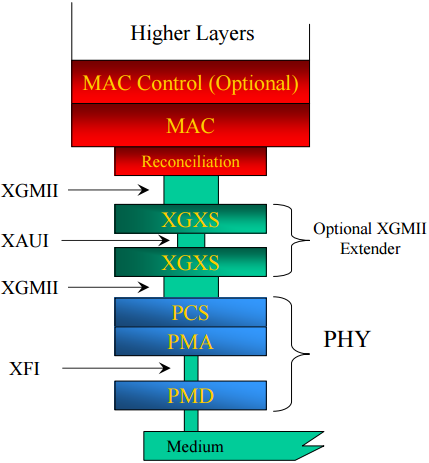 Higher Layers
MAC Control (Optional)
MAC
Reconciliation
XGMII
XGXS
XAUI
Optional XGMII
Extender
XGXS
XGMII
PCS
PMA
PHY
XFI
PMD
Medium